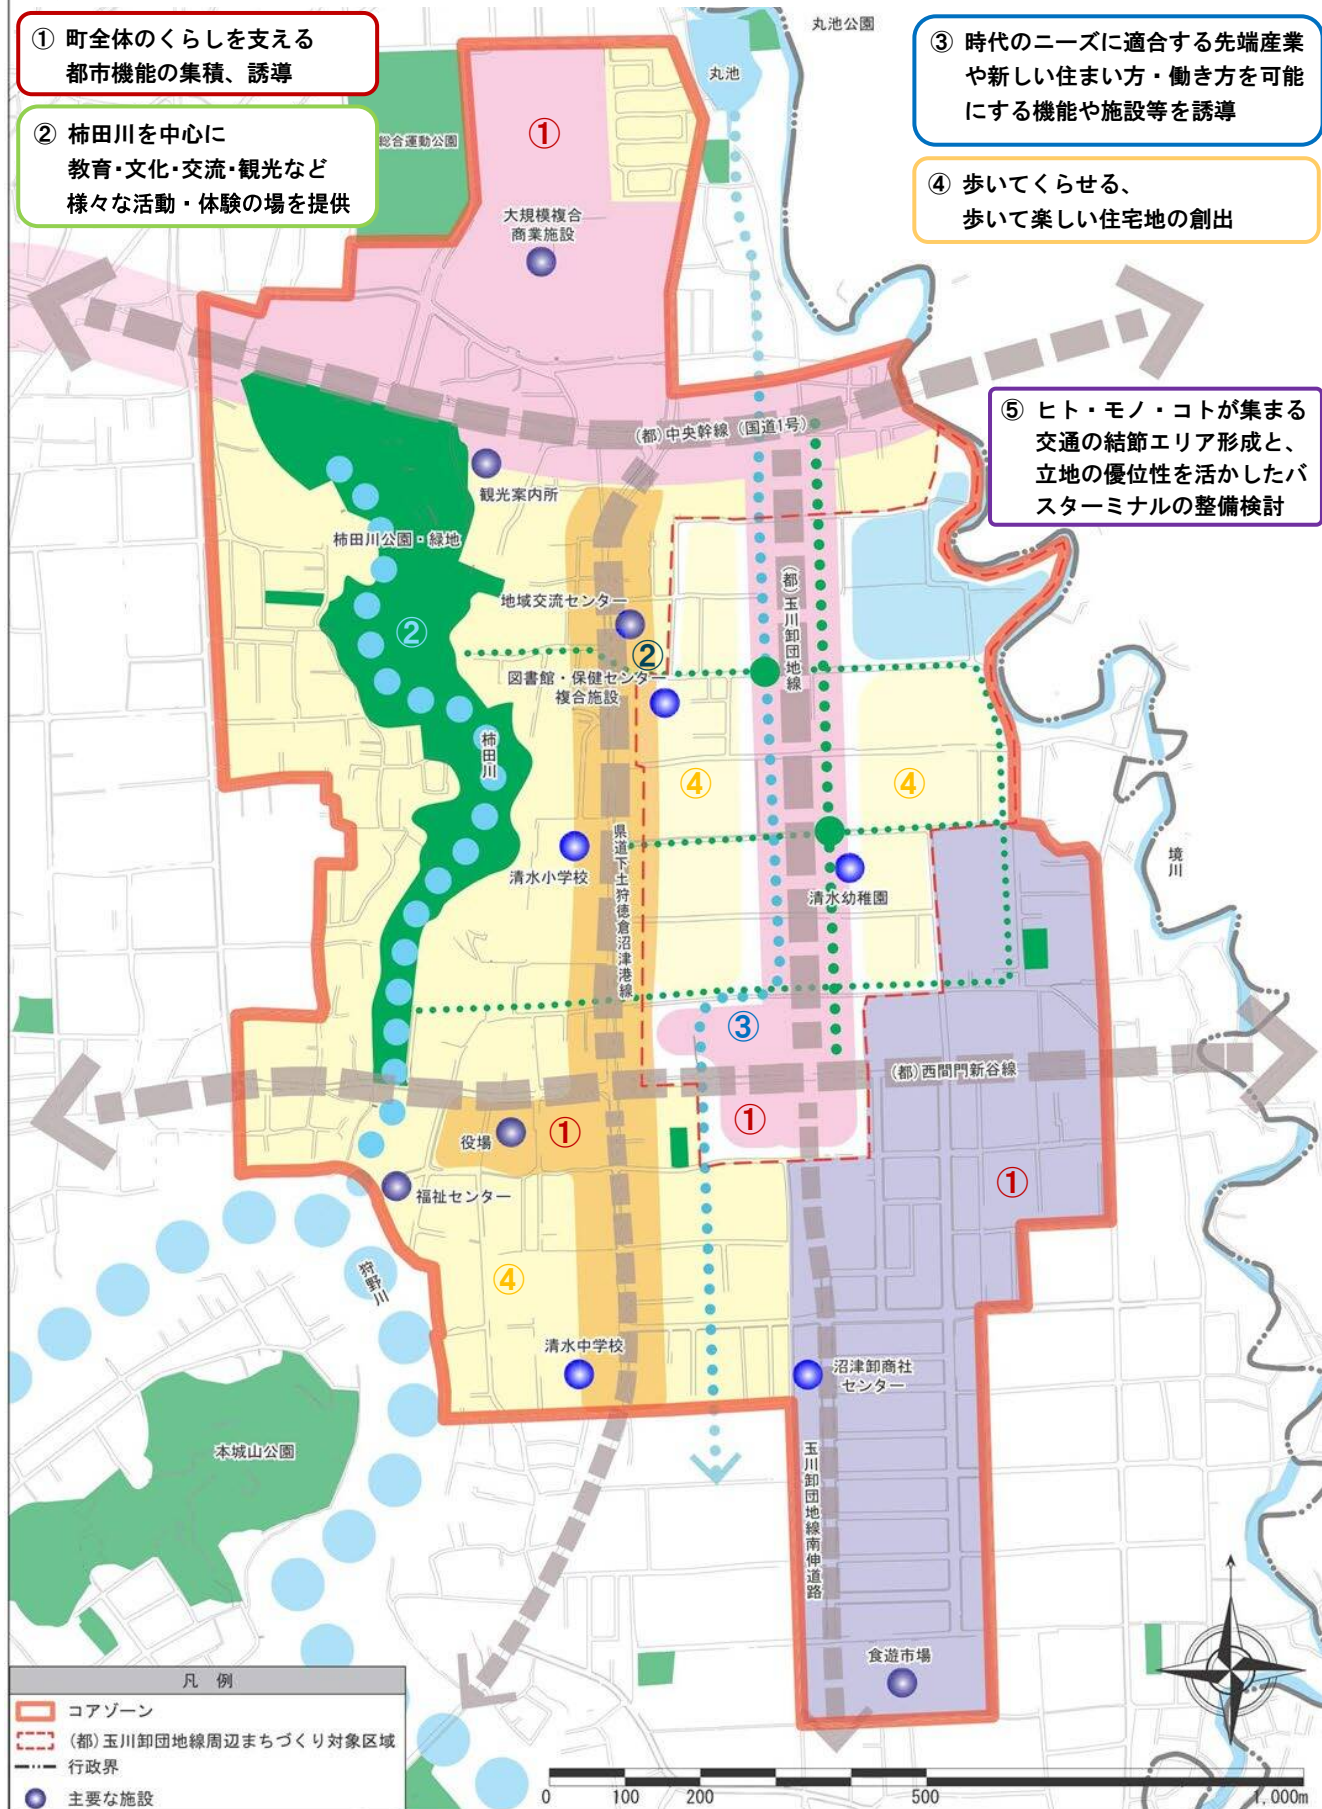 ① 町全体のくらしを支える
都市機能の集積、誘導
② 柿田川を中心に
教育・文化・交流・観光など
様々な活動・体験の場を提供
③ 時代のニーズに適合する先端産業
や新しい住まい方・働き方を可能
にする機能や施設等を誘導
④ 歩いてくらせる、
歩いて楽しい住宅地の創出
⑤ ヒト・モノ・コトが集まる
交通の結節エリア形成と、
立地の優位性を活かしたバ
スターミナルの整備検討
丸池公園
丸池
総合運動公園
①
大規模複合
商業施設
(都)中央幹線(国道1号)
観光案内所
柿田川公園・緑地
(都)玉川卸団地線
地域交流センター
②
②
図書館・保健センター
複合施設
柿田川
④
④
県道下土狩徳倉沼津港線
清水小学校
清水幼稚園
境川
③
(都)西間門新谷線
役場
①
①
①
福祉センター
狩野川
④
清水中学校
沼津卸商社
センター
本城山公園
玉川卸団地線南伸道路
食遊市場
凡 例
コアゾーン
(都)玉川卸団地線周辺まちづくり対象区域
行政界
主要な施設
0 100 200 500 1,000m